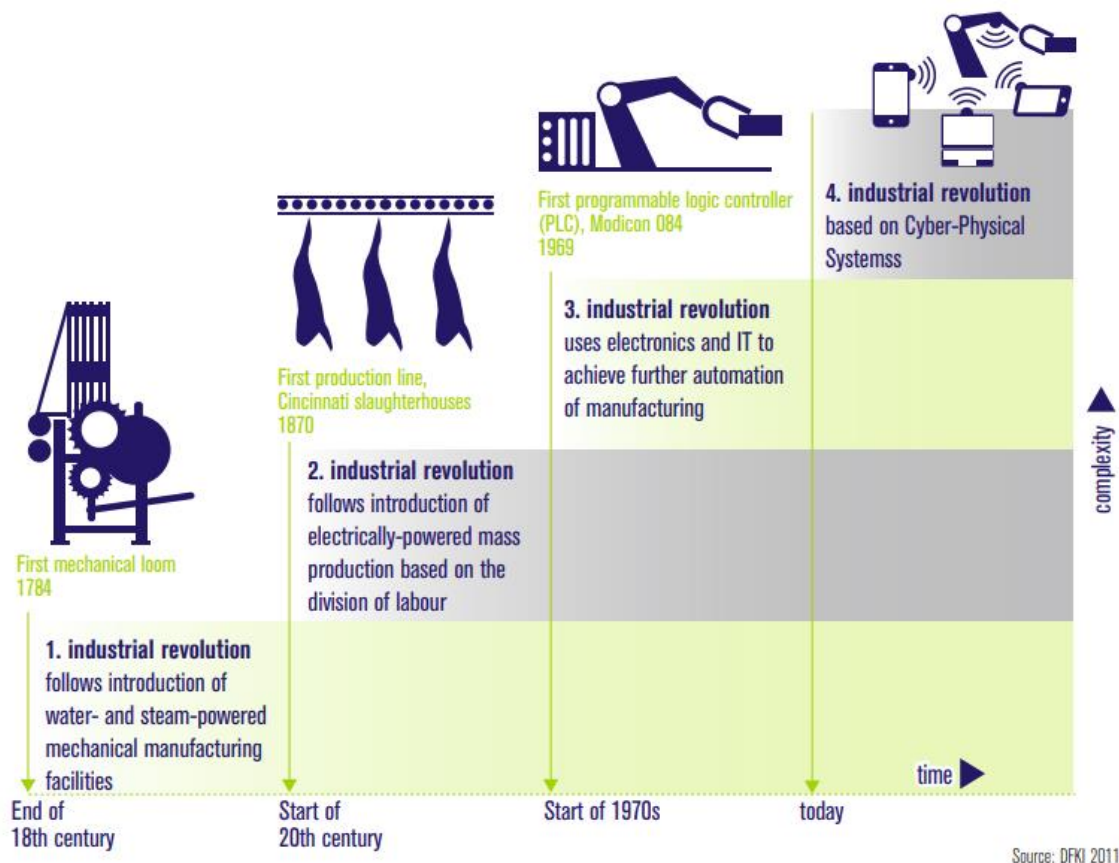 First mechanical loom
1784
First production line,
Cincinnati slaughterhouses
1870
First programmable logic controller
(PLC), Modicon 084
1969
4. industrial revolution
based on Cyber-Physical
Systemss
3. industrial revolution
uses electronics and IT to
achieve further automation
of manufacturing
2. industrial revolution
follows introduction of
electrically-powered mass
production based on the
division of labour
1. industrial revolution
follows introduction of
water- and steam-powered
mechanical manufacturing
facilities
complexity
time
End of
18th century
Start of
20th century
Start of 1970s
today
Source: DFKI 2011